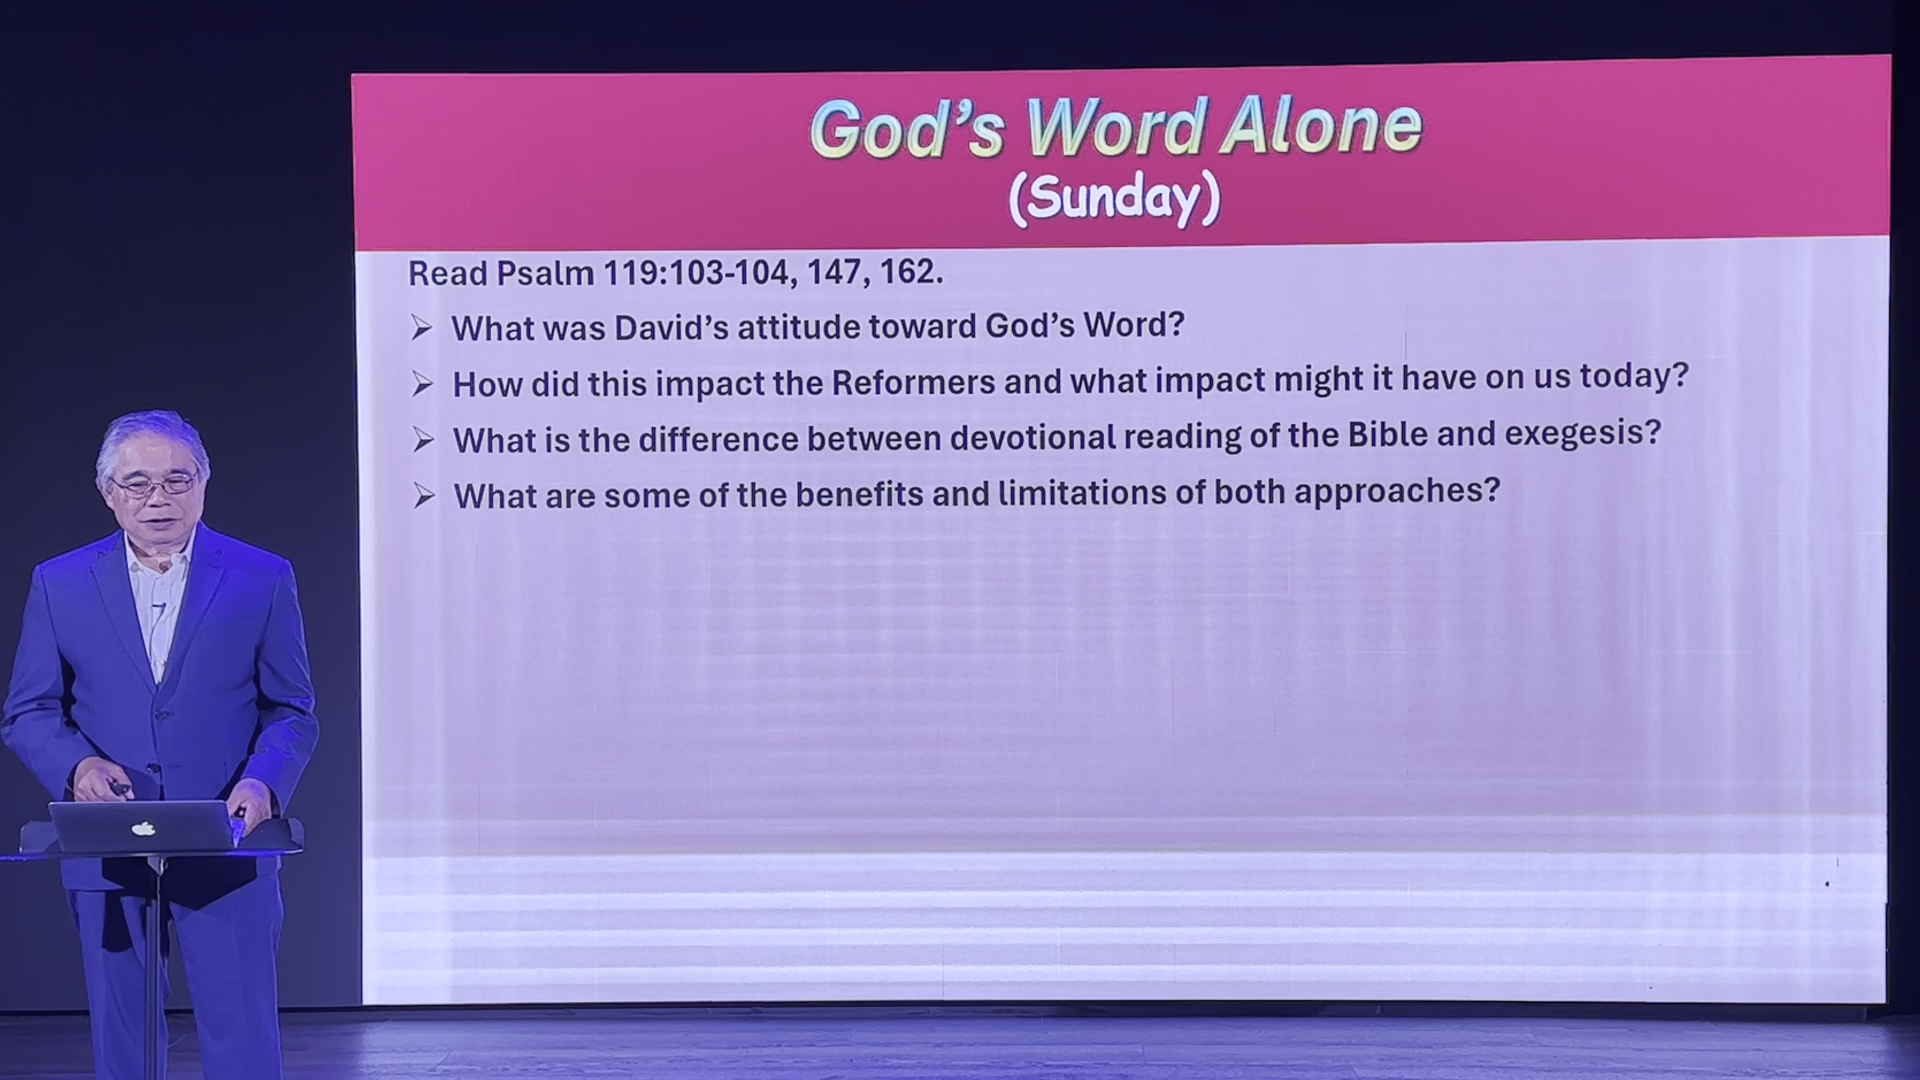 God's Word Alone
(Sunday)
Read Psalm 119:103-104, 147, 162.
➢ What was David's attitude toward God's Word?
➢ How did this impact the Reformers and what impact might it have on us today?
➢ What is the difference between devotional reading of the Bible and exegesis?
➢ What are some of the benefits and limitations of both approaches?